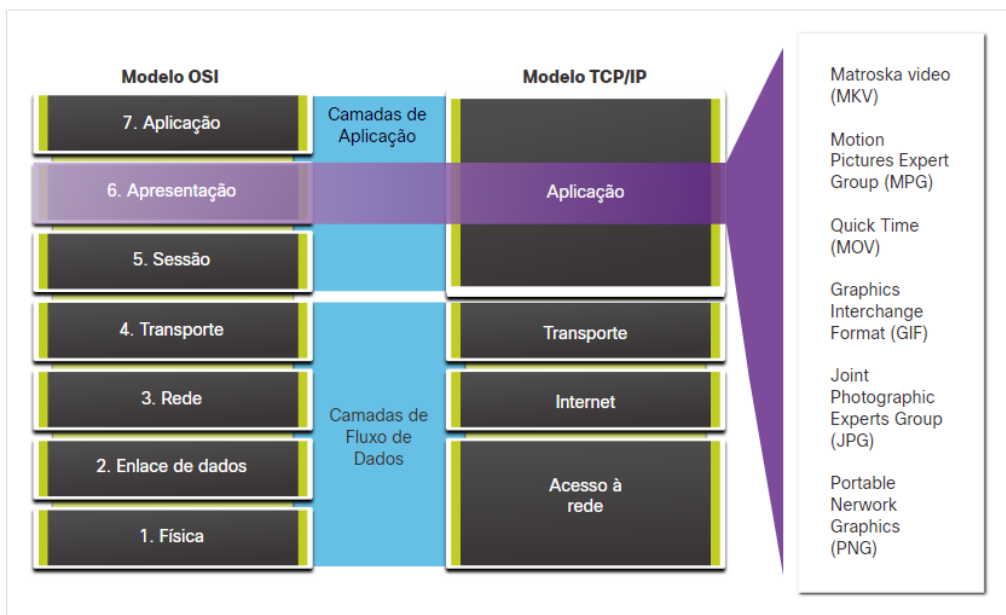 Modelo OSI
7. Aplicação
6. Apresentação
5. Sessão
4. Transporte
3. Rede
2. Enlace de dados
1. Física
Camadas de
Aplicação
Camadas de
Fluxo de
Dados
Modelo TCP/IP
Aplicação
Transporte
Internet
Acesso à
rede
Matroska video
(MKV)
Motion
Pictures Expert
Group (MPG)
Quick Time
(MOV)
Graphics
Interchange
Format (GIF)
Joint
Photographic
Experts Group
(JPG)
Portable
Nerwork
Graphics
(PNG)